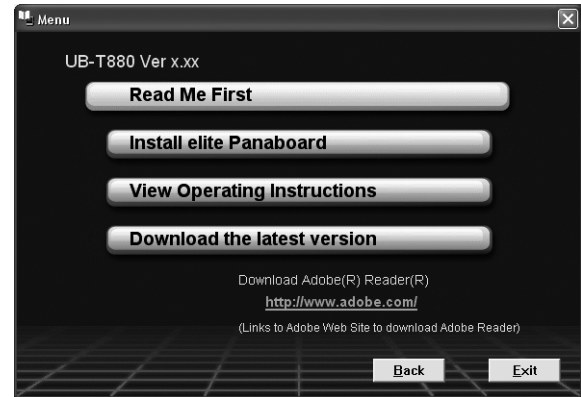 Menu
UB-T880 Ver x.xx
Read Me First
Install elite Panaboard
View Operating Instructions
Download the latest version
Download Adobe(R) Reader(R)
http://www.adobe.com/
(Links to Adobe Web Site to download Adobe Reader)
Back Exit